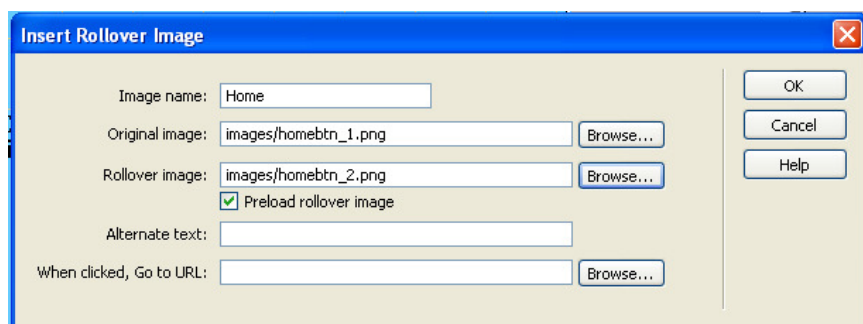 Insert Rollover Image
Image name: Home
OK
Original image: images/homebtn_1.png Browse...
Cancel
Rollover image: images/homebtn_2.png Browse...
Help
Preload rollover image
Alternate text:
When clicked, Go to URL: Browse...